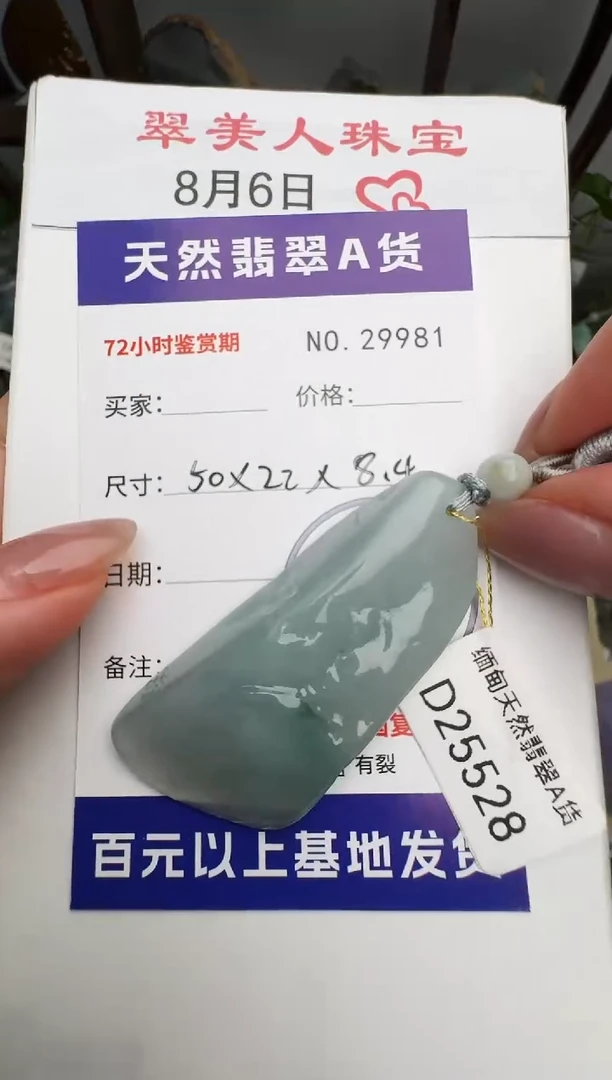 翠美人珠宝
8月6日
天然翡翠A货
72小时鉴赏期 NO.29981
买家: 价格:
尺寸: 50X22X8.4
日期:
备注:
有裂
缅甸天然翡翠A货
D25528
百元以上基地发货